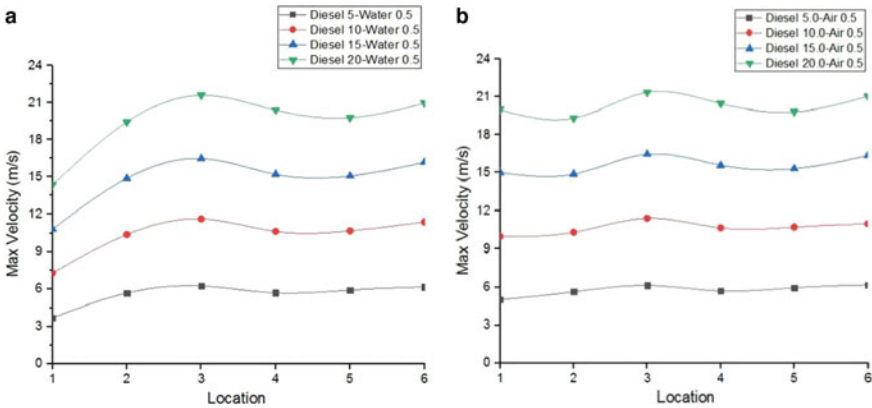 a
Diesel 5-Water 0.5
Diesel 10-Water 0.5
Diesel 15-Water 0.5
Diesel 20-Water 0.5
24
21
18
15
12
9
6
3
0
Max Velocity (m/s)
1 2 3 4 5 6
Location
b
Diesel 5.0-Air 0.5
Diesel 10.0-Air 0.5
Diesel 15.0-Air 0.5
Diesel 20.0-Air 0.5
24
21
18
15
12
9
6
3
0
Max Velocity (m/s)
1 2 3 4 5 6
Location